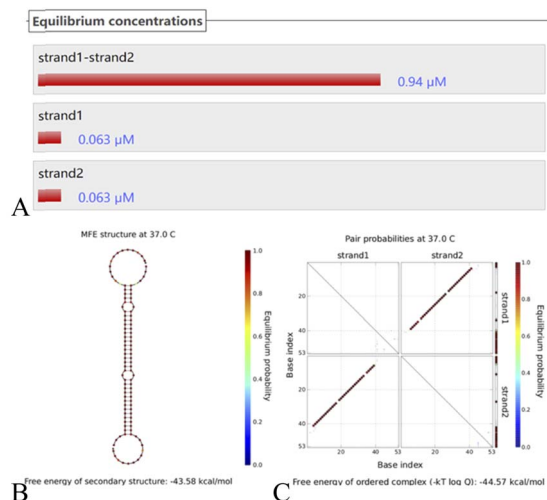 Equilibrium concentrations
strand1-strand2
0.94 μM
strand1
0.063 μM
strand2
0.063 μM
A
MFE structure at 37.0 C
1.0
0.8
0.6
0.4
0.2
0.0
Equilibrium probability
Free energy of secondary structure: -43.58 kcal/mol
B
Pair probabilities at 37.0 C
strand1 strand2
20
40
53
20
40
53
Base index
20 40 53 20 40 53
Base index
strand1
strand2
1.0
0.8
0.6
0.4
0.2
0.0
Equilibrium probability
Free energy of ordered complex (-kT log Q): -44.57 kcal/mol
C